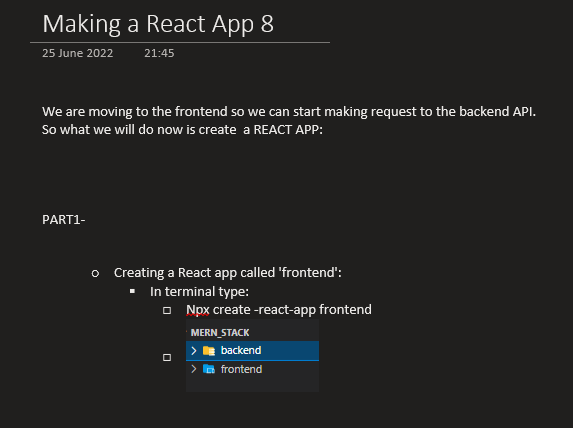 Making a React App 8
25 June 2022 21:45
We are moving to the frontend so we can start making request to the backend API.
So what we will do now is create a REACT APP:
PART1-
Creating a React app called 'frontend':
In terminal type:
Npx create -react-app frontend
MERN_STACK
backend
frontend